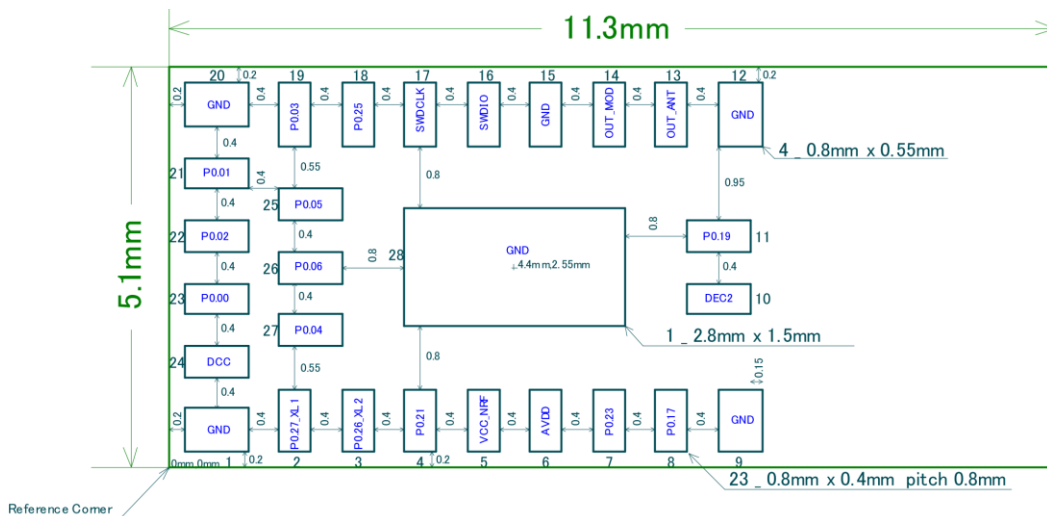 11.3mm
20 19 18 17 16 15 14 13 12
0.2 0.2
0.2 GND 0.4 P0.03 0.4 P0.25 0.4 SWDCLK 0.4 SWDIO 0.4 GND 0.4 OUT_MOD 0.4 OUT_ANT 0.4 GND
0.4 4 _ 0.8mm x 0.55mm
0.55 0.8 0.95
21 P0.01 0.4
25 P0.05
0.4
22 P0.02 0.4 0.8 P0.19 11
5.1mm
26 P0.06 0.8 28 GND
4.4mm,2.55mm
0.4 0.4
23 P0.00 0.4 DEC2 10
27 P0.04
0.4 1 _ 2.8mm x 1.5mm
24 DCC 0.55 0.8 0.15
0.4
0.2 GND 0.4 P0.27_XL1 0.4 P0.26_XL2 0.4 P0.21 0.4 VCC_NRF 0.4 AVDD 0.4 P0.23 0.4 P0.17 0.4 GND
0mm,0mm 1 0.2 2 3 4 0.2 5 6 7 8 9
23 _ 0.8mm x 0.4mm pitch 0.8mm
Reference Corner